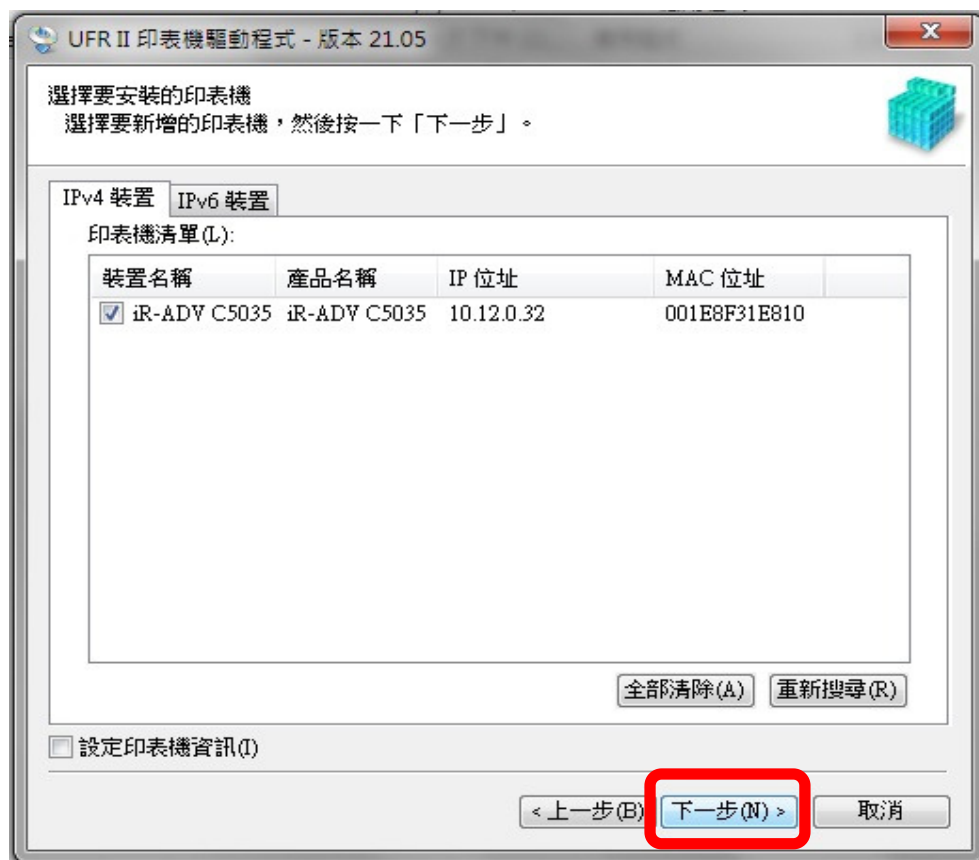 UFR II 印表機驅動程式 - 版本 21.05
選擇要安裝的印表機
選擇要新增的印表機，然後按一下「下一步」。
IPv4 裝置 IPv6 裝置
印表機清單(L):
裝置名稱 產品名稱 IP 位址 MAC 位址
iR-ADV C5035 iR-ADV C5035 10.12.0.32 001E8F31E810
全部清除(A) 重新搜尋(R)
設定印表機資訊(I)
< 上一步(B) 下一步(N) > 取消